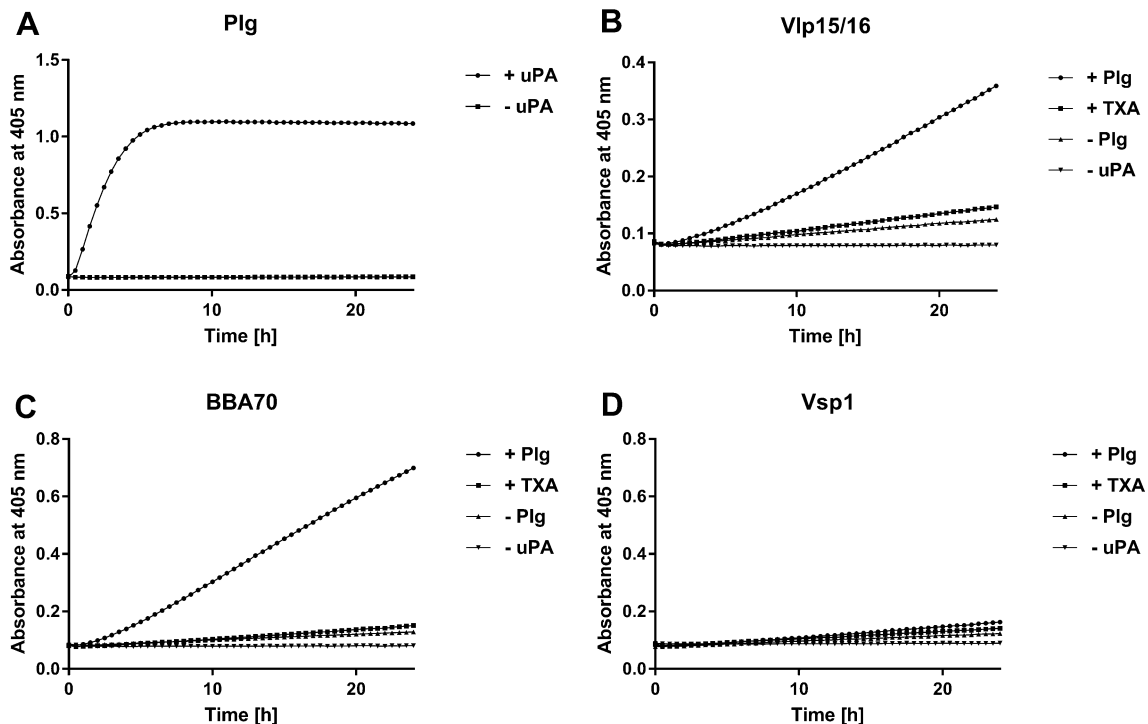 A
Plg
Absorbance at 405 nm
1.5
1.0
0.5
0.0
0
10
20
Time [h]
+ uPA
- uPA
B
Vlp15/16
Absorbance at 405 nm
0.4
0.3
0.2
0.1
0.0
0
10
20
Time [h]
+ Plg
+ TXA
- Plg
- uPA
C
BBA70
Absorbance at 405 nm
0.8
0.6
0.4
0.2
0.0
0
10
20
Time [h]
+ Plg
+ TXA
- Plg
- uPA
D
Vsp1
Absorbance at 405 nm
0.8
0.6
0.4
0.2
0.0
0
10
20
Time [h]
+ Plg
+ TXA
- Plg
- uPA